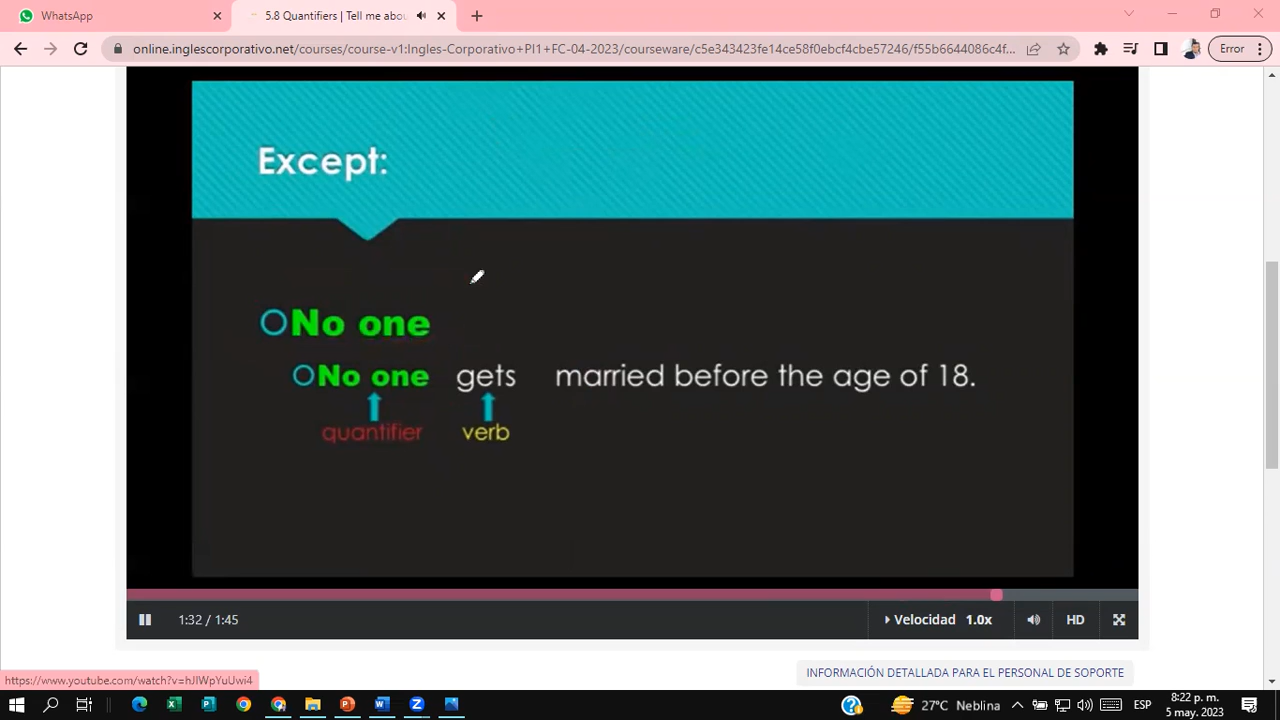 WhatsApp
5.8 Quantifiers | Tell me abou
online.inglescorporativo.net/courses/course-v1:Ingles-Corporativo+PI1+FC-04-2023/courseware/c5e343423fe14ce58f0ebcf4cbe57246/f55b6644086c4f...
Error
Except:
No one
No one gets married before the age of 18.
quantifier verb
1:32 / 1:45
Velocidad 1.0x
HD
INFORMACIÓN DETALLADA PARA EL PERSONAL DE SOPORTE
https://www.youtube.com/watch?v=hJIWpYuUwi4
27°C Neblina
ESP
8:22 p. m.
5 may. 2023